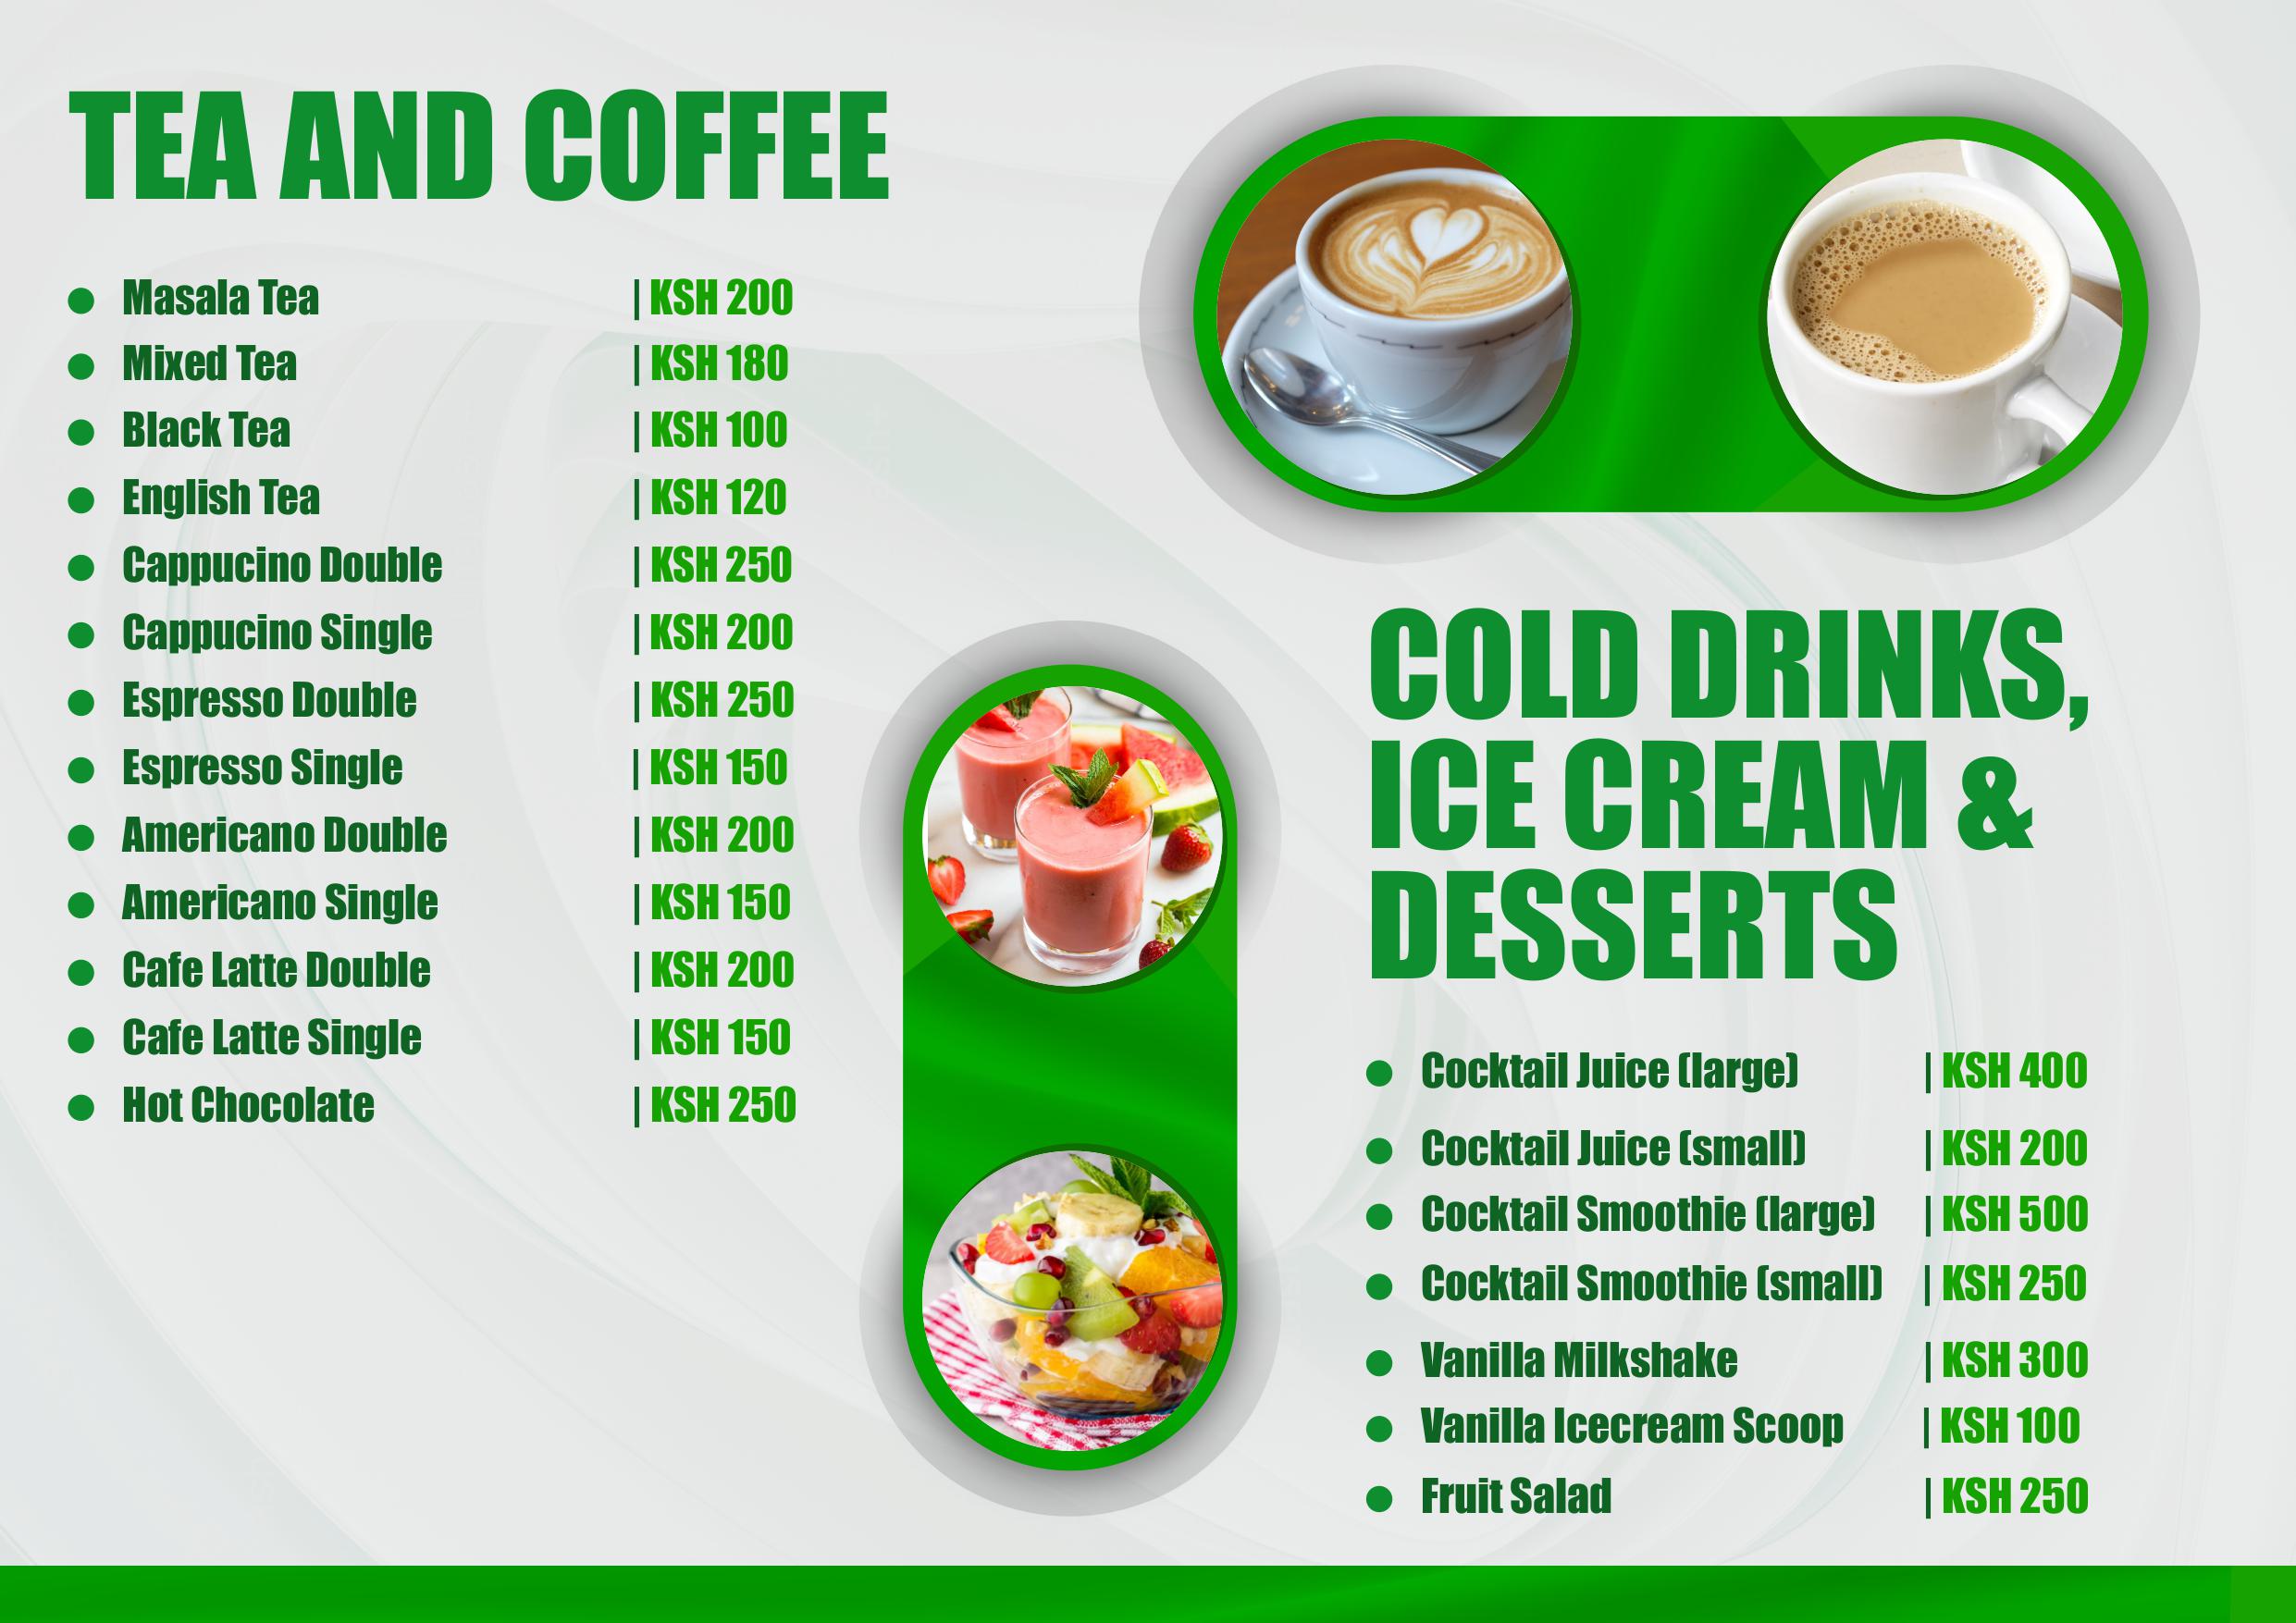 TEA AND COFFEE
Masala Tea | KSH 200
Mixed Tea | KSH 180
Black Tea | KSH 100
English Tea | KSH 120
Cappucino Double | KSH 250
Cappucino Single | KSH 200
Espresso Double | KSH 250
Espresso Single | KSH 150
Americano Double | KSH 200
Americano Single | KSH 150
Cafe Latte Double | KSH 200
Cafe Latte Single | KSH 150
Hot Chocolate | KSH 250
COLD DRINKS,
ICE CREAM &
DESSERTS
Cocktail Juice (large) | KSH 400
Cocktail Juice (small) | KSH 200
Cocktail Smoothie (large) | KSH 500
Cocktail Smoothie (small) | KSH 250
Vanilla Milkshake | KSH 300
Vanilla Icecream Scoop | KSH 100
Fruit Salad | KSH 250